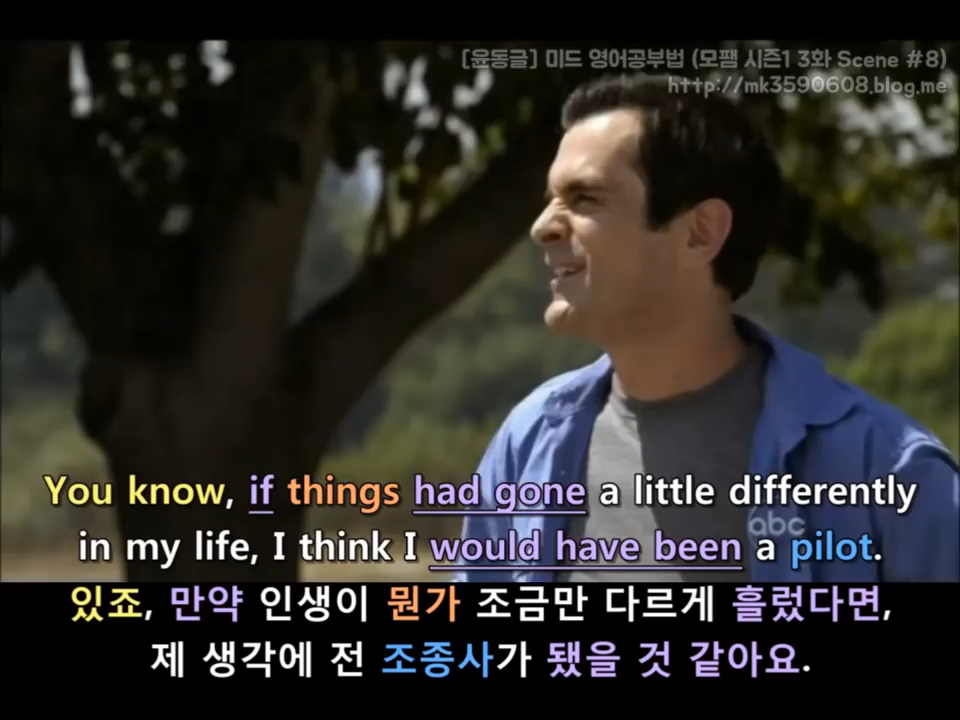 [윤동글] 미드 영어공부법 (모팸 시즌1 3화 Scene #8)
http://mk3590608.blog.me
You know, if things had gone a little differently
abc
in my life, I think I would have been a pilot.
있죠, 만약 인생이 뭔가 조금만 다르게 흘렀다면,
제 생각에 전 조종사가 됐을 것 같아요.